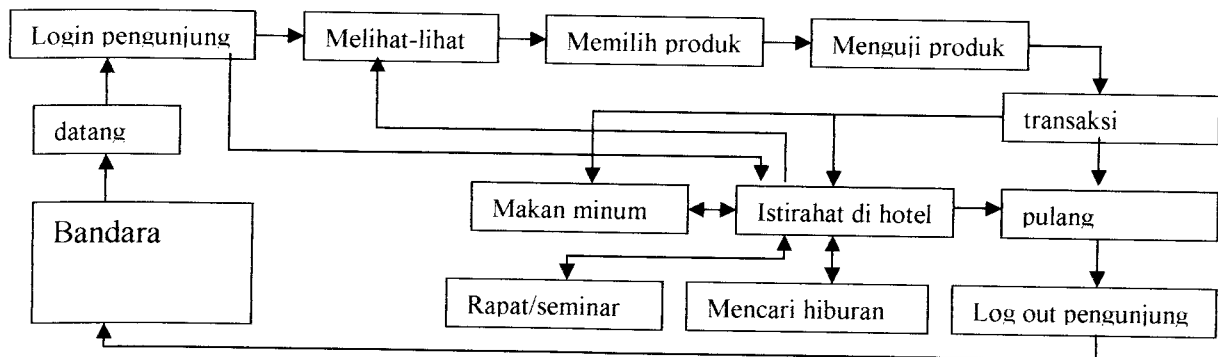 Login pengunjung
Melihat-lihat
Memilih produk
Menguji produk
datang
transaksi
Makan minum
Istirahat di hotel
pulang
Bandara
Rapat/seminar
Mencari hiburan
Log out pengunjung